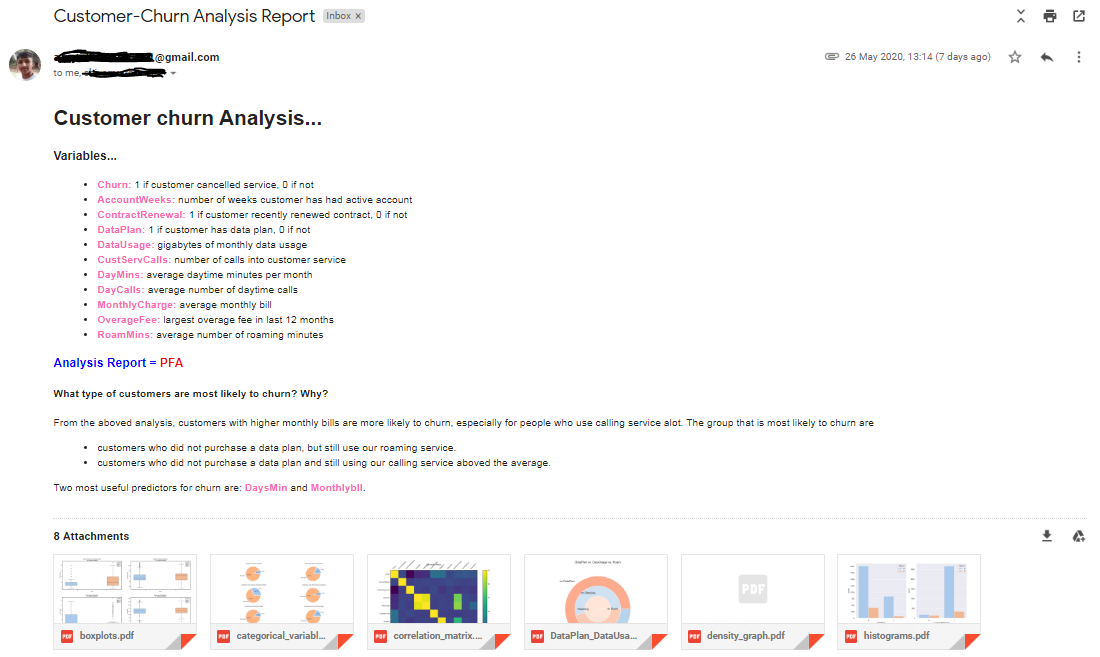 Customer-Churn Analysis Report Inbox x
@gmail.com
to me,
26 May 2020, 13:14 (7 days ago)
Customer churn Analysis...
Variables...
Churn: 1 if customer cancelled service, 0 if not
AccountWeeks: number of weeks customer has had active account
ContractRenewal: 1 if customer recently renewed contract, 0 if not
DataPlan: 1 if customer has data plan, 0 if not
DataUsage: gigabytes of monthly data usage
CustServCalls: number of calls into customer service
DayMins: average daytime minutes per month
DayCalls: average number of daytime calls
MonthlyCharge: average monthly bill
OverageFee: largest overage fee in last 12 months
RoamMins: average number of roaming minutes
Analysis Report = PFA
What type of customers are most likely to churn? Why?
From the aboved analysis, customers with higher monthly bills are more likely to churn, especially for people who use calling service alot. The group that is most likely to churn are
customers who did not purchase a data plan, but still use our roaming service.
customers who did not purchase a data plan and still using our calling service aboved the average.
Two most useful predictors for churn are: DaysMin and Monthlybll.
8 Attachments
PDF boxplots.pdf
PDF categorical_variabl...
PDF correlation_matrix....
DataPlan vs. DataUsage vs. Roam
PDF DataPlan_DataUsa...
PDF
PDF density_graph.pdf
PDF histograms.pdf